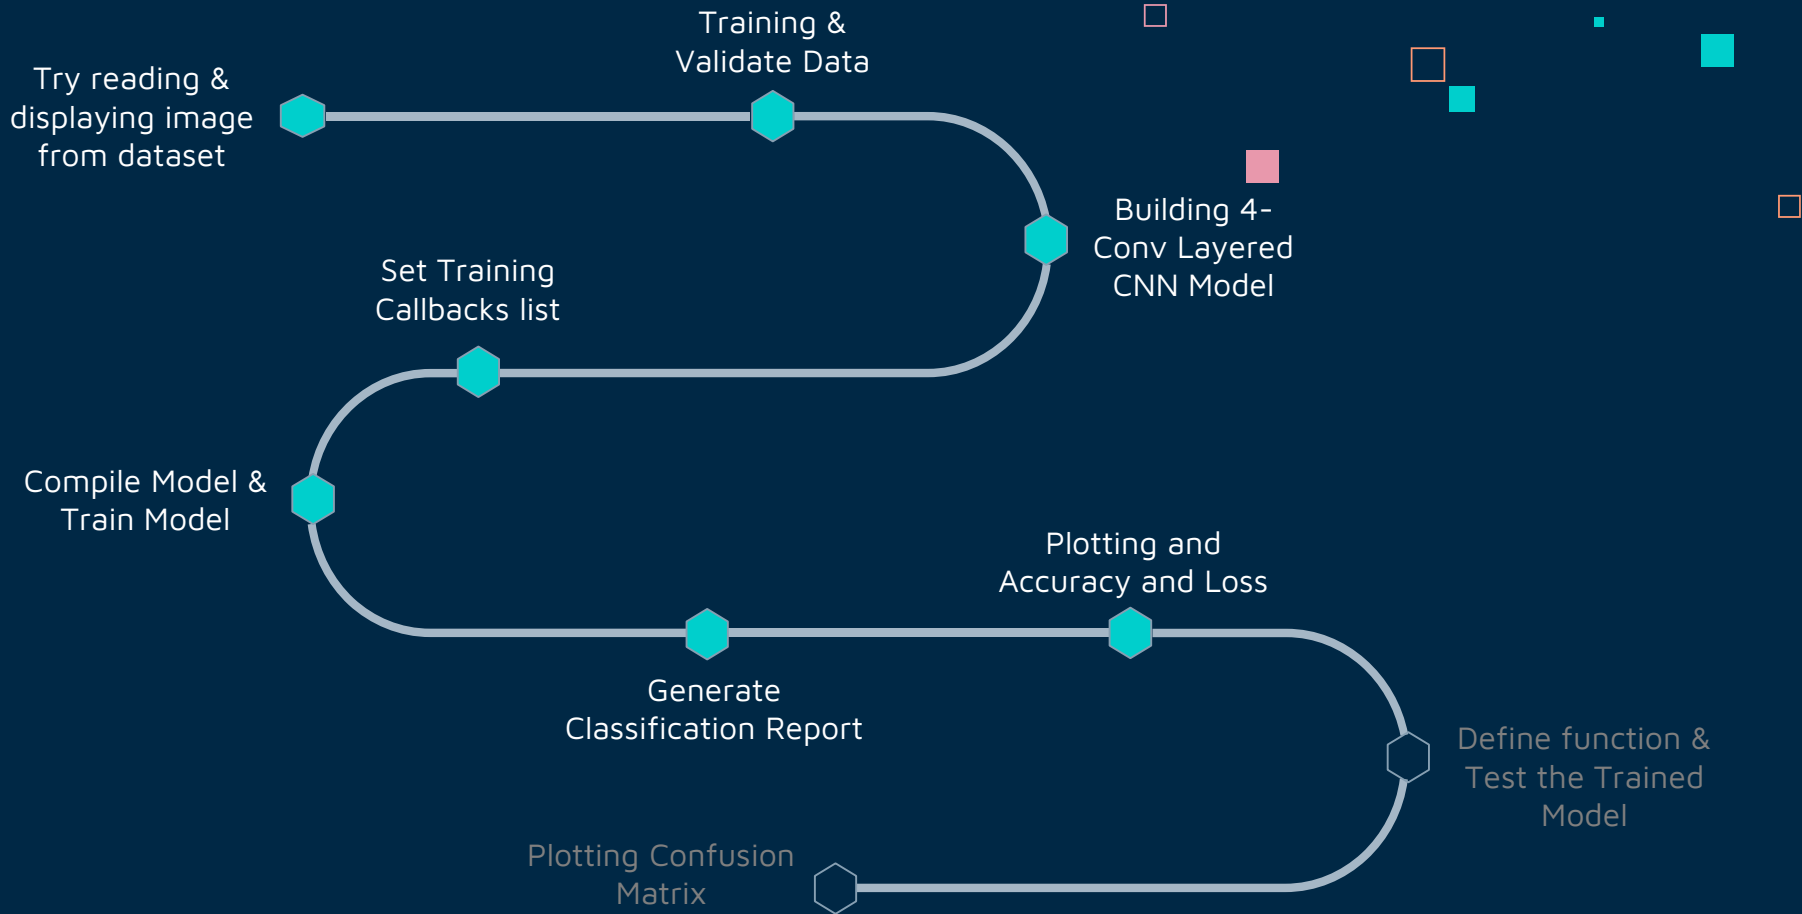 Try reading &
displaying image
from dataset
Training &
Validate Data
Building 4-
Conv Layered
CNN Model
Set Training
Callbacks list
Compile Model &
Train Model
Generate
Classification Report
Plotting and
Accuracy and Loss
Define function &
Test the Trained
Model
Plotting Confusion
Matrix